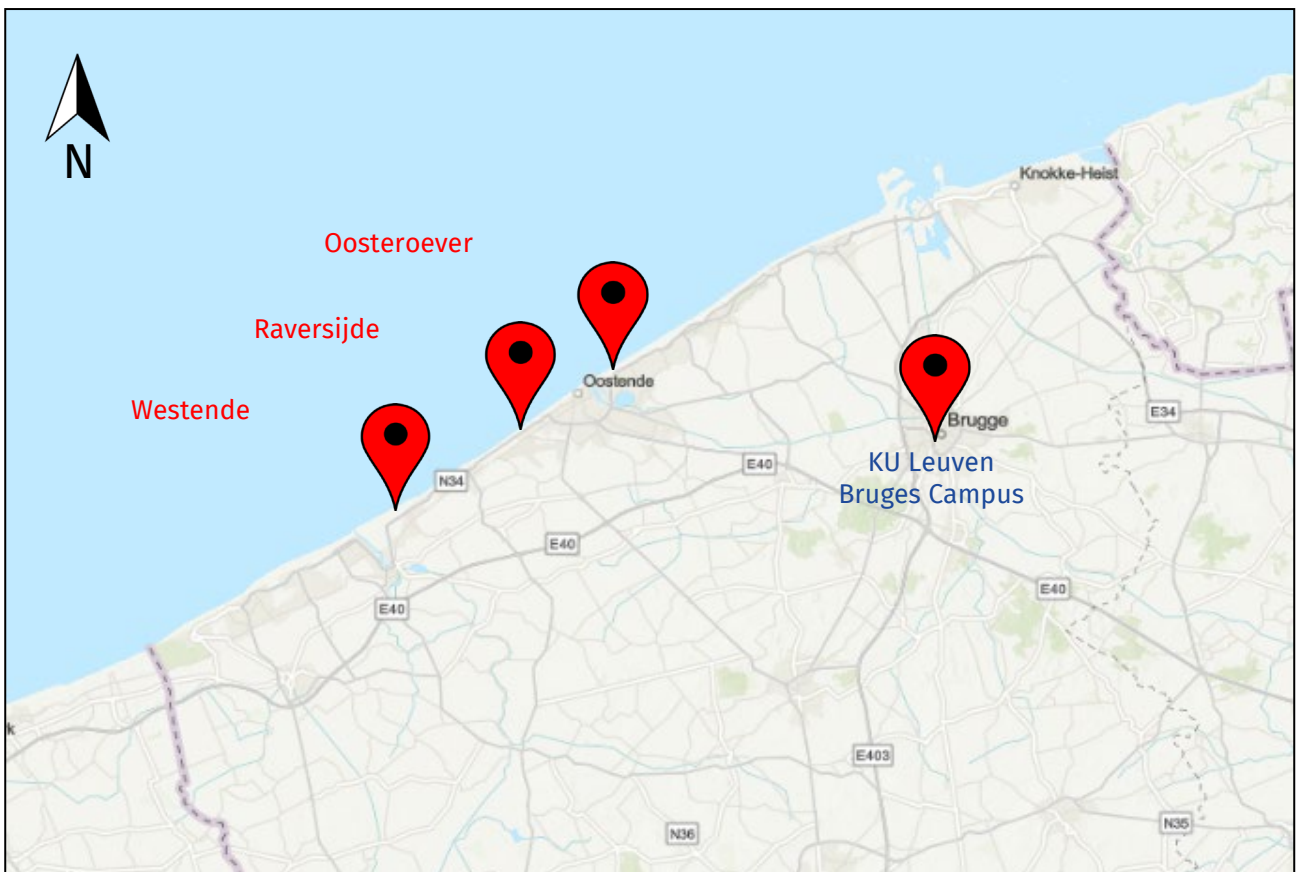 N
Knokke-Heist
Oosteroever
Raversijde
Oostende
Westende
E34
Brugge
E40
KU Leuven
Bruges Campus
N34
E40
E40
E40
k
E403
N35
N36